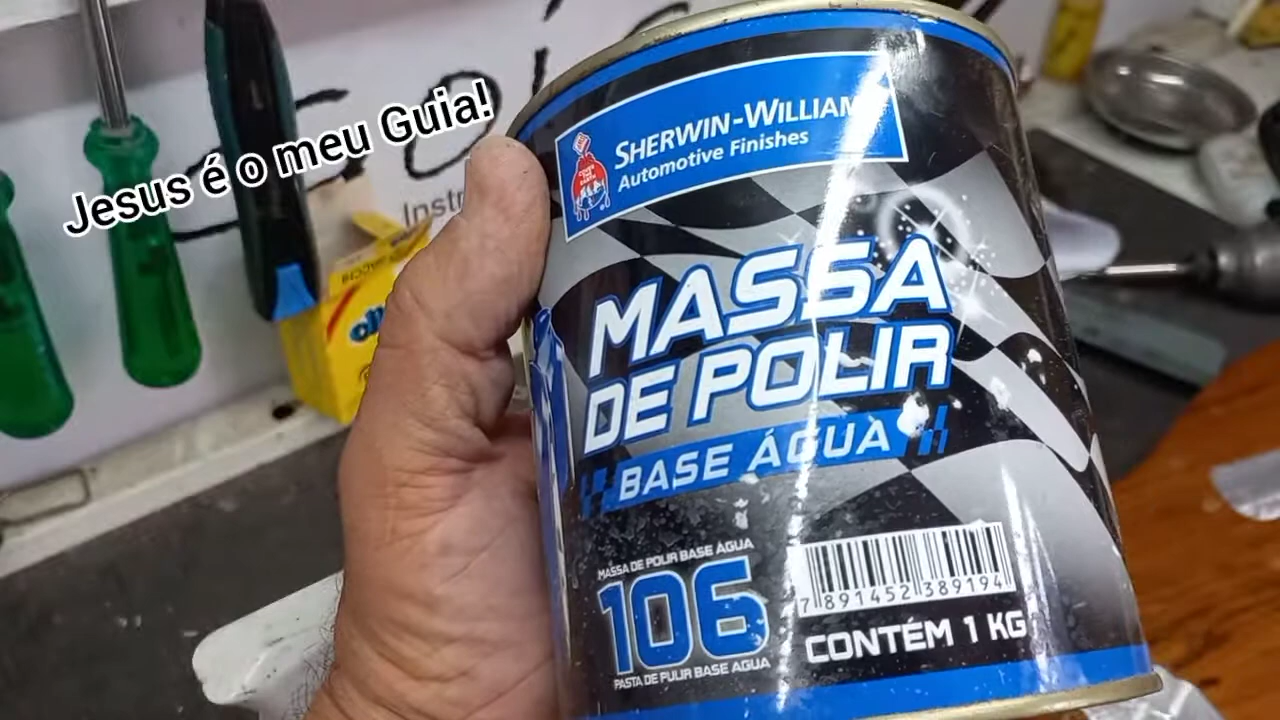 Jesus é o meu Guia!
Instr
SHERWIN-WILLIAM
Automotive Finishes
MASSA
DE POLIR
BASE ÁGUA
MASSA DE POLIR BASE ÁGUA
106
PASTA DE PULIR BASE AGUA
7 891452 389194
CONTÉM 1 KG